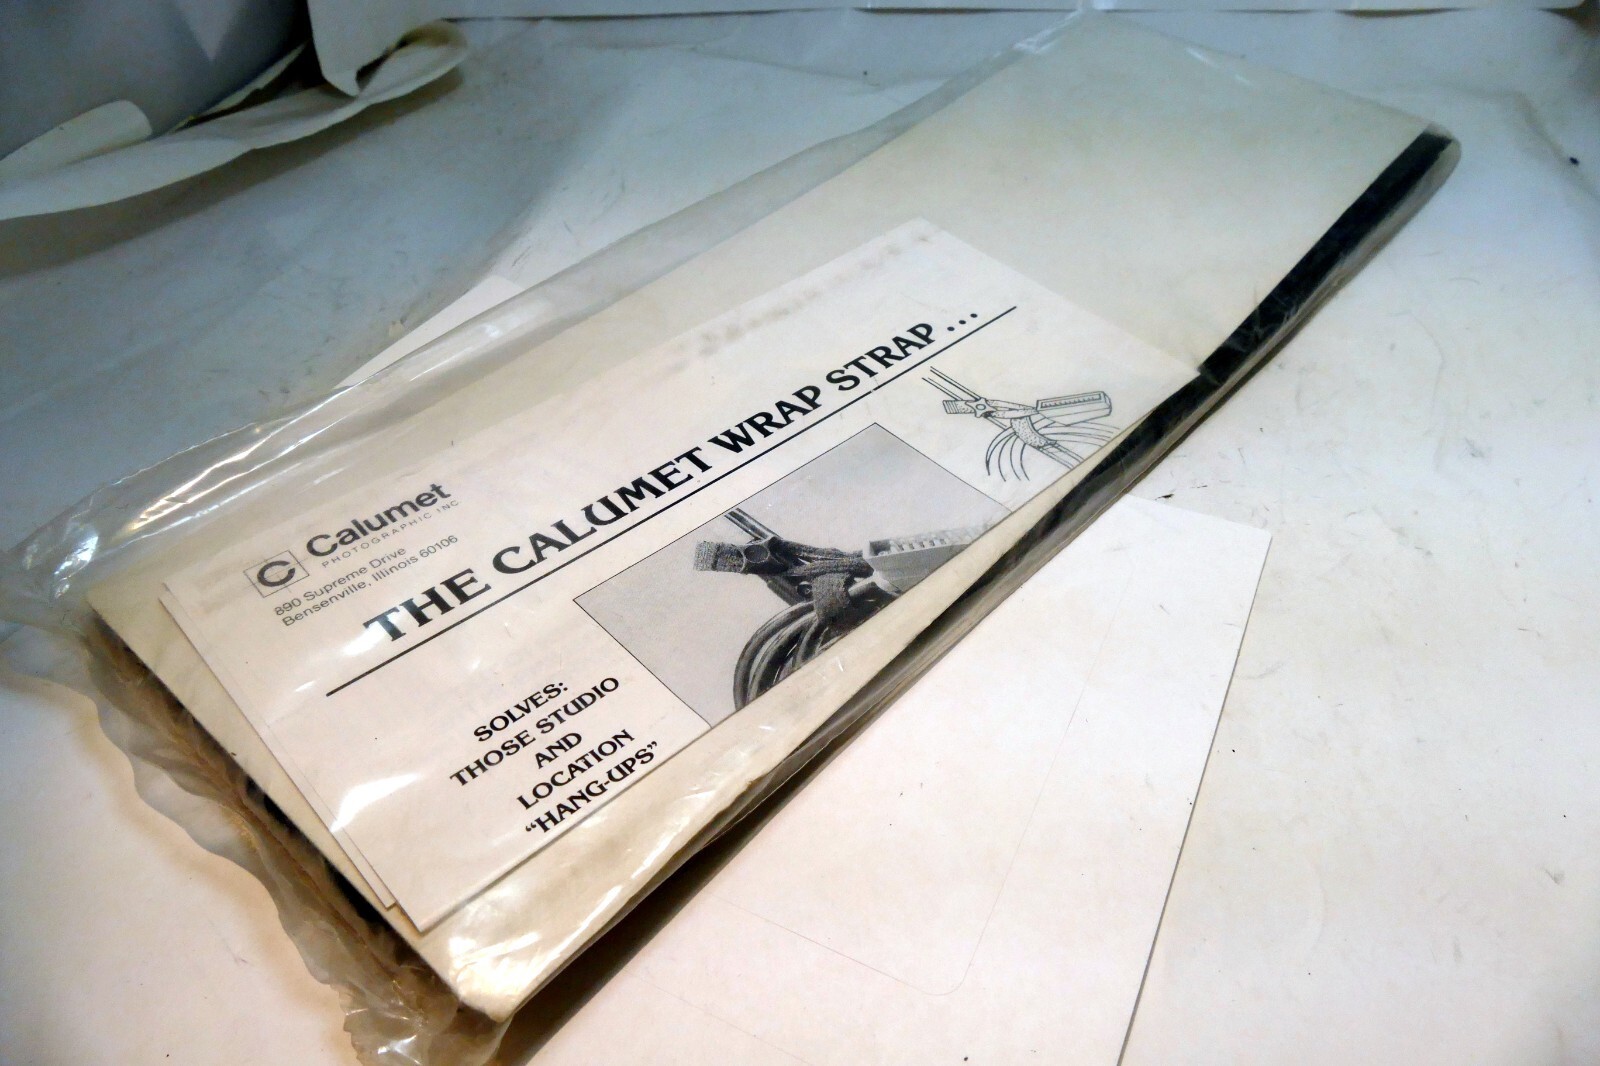 Calumet
PHOTOGRAPHIC INC
890 Supreme Drive
Bensenville, Illinois 60106
THE CALUMET WRAP STRAP...
SOLVES:
THOSE STUDIO
AND
LOCATION
“HANG-UPS”